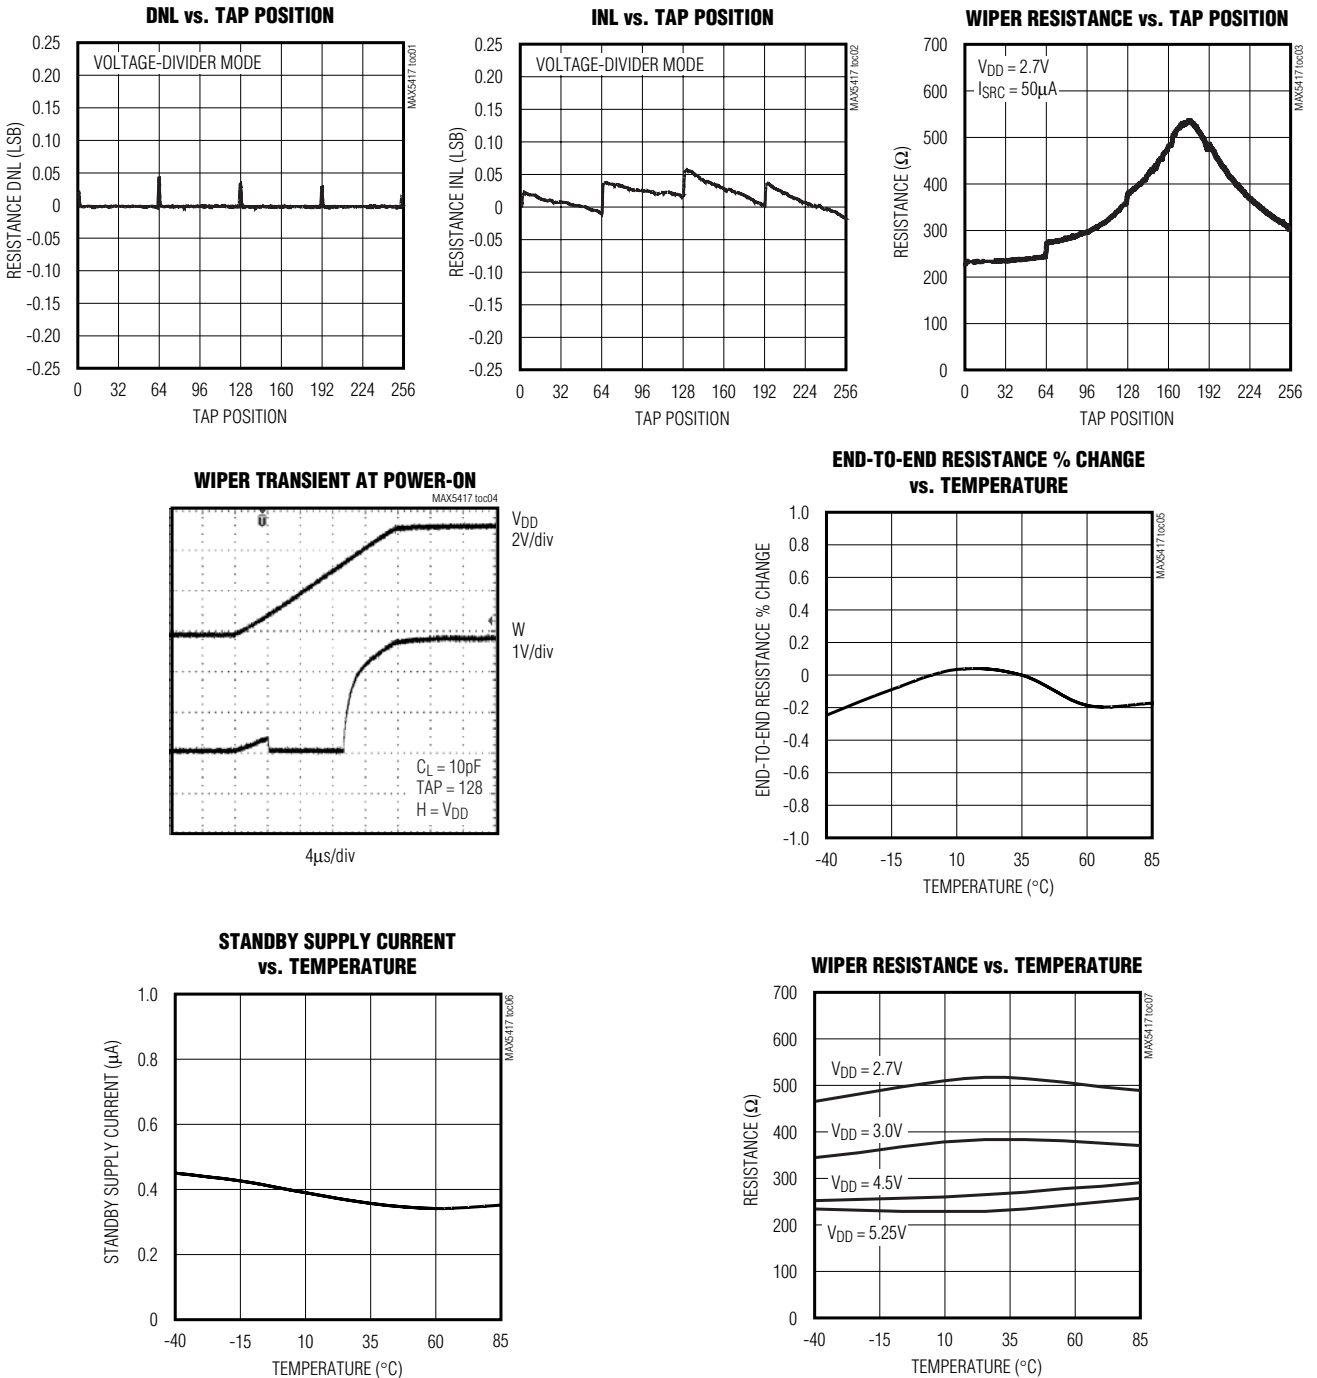 DNL vs. TAP POSITION
0.25
0.20
0.15
0.10
0.05
0
-0.05
-0.10
-0.15
-0.20
-0.25
RESISTANCE DNL (LSB)
VOLTAGE-DIVIDER MODE
MAX5417 toc01
0 32 64 96 128 160 192 224 256
TAP POSITION
INL vs. TAP POSITION
0.25
0.20
0.15
0.10
0.05
0
-0.05
-0.10
-0.15
-0.20
-0.25
RESISTANCE INL (LSB)
VOLTAGE-DIVIDER MODE
MAX5417 toc02
0 32 64 96 128 160 192 224 256
TAP POSITION
WIPER RESISTANCE vs. TAP POSITION
700
600
500
400
300
200
100
0
RESISTANCE (Ω)
VDD = 2.7V
ISRC = 50μA
MAX5417 toc03
0 32 64 96 128 160 192 224 256
TAP POSITION
WIPER TRANSIENT AT POWER-ON
MAX5417 toc04
VDD
2V/div
W
1V/div
CL = 10pF
TAP = 128
H = VDD
4μs/div
END-TO-END RESISTANCE % CHANGE
vs. TEMPERATURE
1.0
0.8
0.6
0.4
0.2
0
-0.2
-0.4
-0.6
-0.8
-1.0
END-TO-END RESISTANCE % CHANGE
MAX5417 toc05
-40 -15 10 35 60 85
TEMPERATURE (°C)
STANDBY SUPPLY CURRENT
vs. TEMPERATURE
1.0
0.8
0.6
0.4
0.2
0
STANDBY SUPPLY CURRENT (μA)
MAX5417 toc06
-40 -15 10 35 60 85
TEMPERATURE (°C)
WIPER RESISTANCE vs. TEMPERATURE
700
600
500
400
300
200
100
0
RESISTANCE (Ω)
VDD = 2.7V
VDD = 3.0V
VDD = 4.5V
VDD = 5.25V
MAX5417 toc07
-40 -15 10 35 60 85
TEMPERATURE (°C)